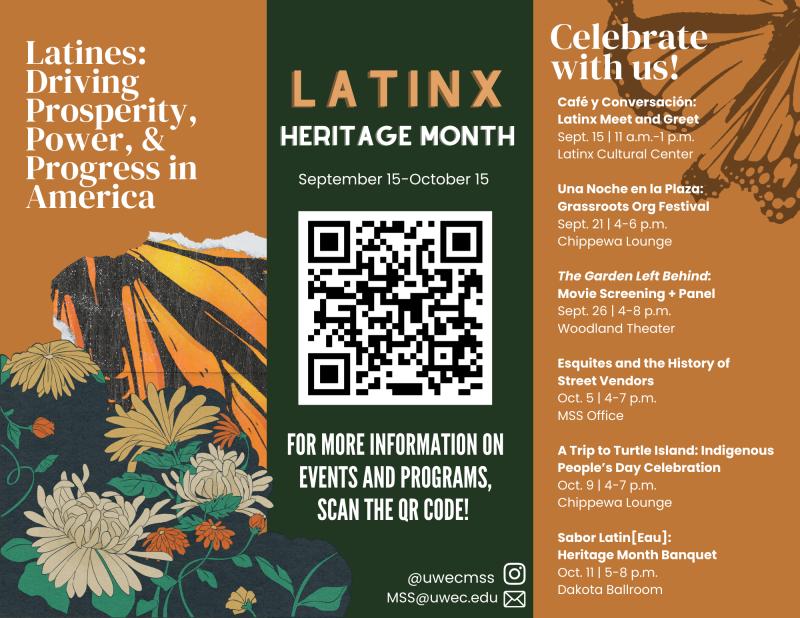 Latines:
Driving
Prosperity,
Power, &
Progress in
America
LATINX
HERITAGE MONTH
September 15-October 15
FOR MORE INFORMATION ON
EVENTS AND PROGRAMS,
SCAN THE QR CODE!
@uwecmss
MSS@uwec.edu
Celebrate
with us!
Café y Conversación:
Latinx Meet and Greet
Sept. 15 | 11 a.m.-1 p.m.
Latinx Cultural Center
Una Noche en la Plaza:
Grassroots Org Festival
Sept. 21 | 4-6 p.m.
Chippewa Lounge
The Garden Left Behind:
Movie Screening + Panel
Sept. 26 | 4-8 p.m.
Woodland Theater
Esquites and the History of
Street Vendors
Oct. 5 | 4-7 p.m.
MSS Office
A Trip to Turtle Island: Indigenous
People's Day Celebration
Oct. 9 | 4-7 p.m.
Chippewa Lounge
Sabor Latin[Eau]:
Heritage Month Banquet
Oct. 11 | 5-8 p.m.
Dakota Ballroom